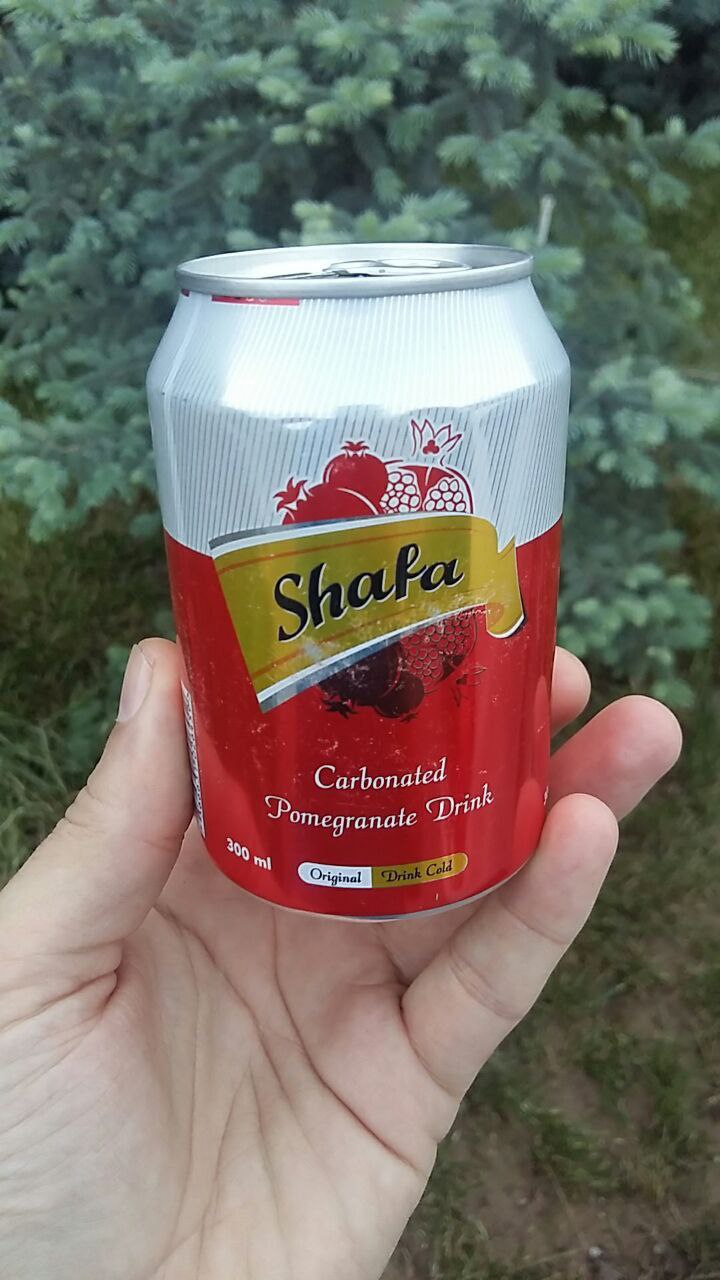 Shafa
Carbonated
Pomegranate Drink
300 ml
Original Drink Cold